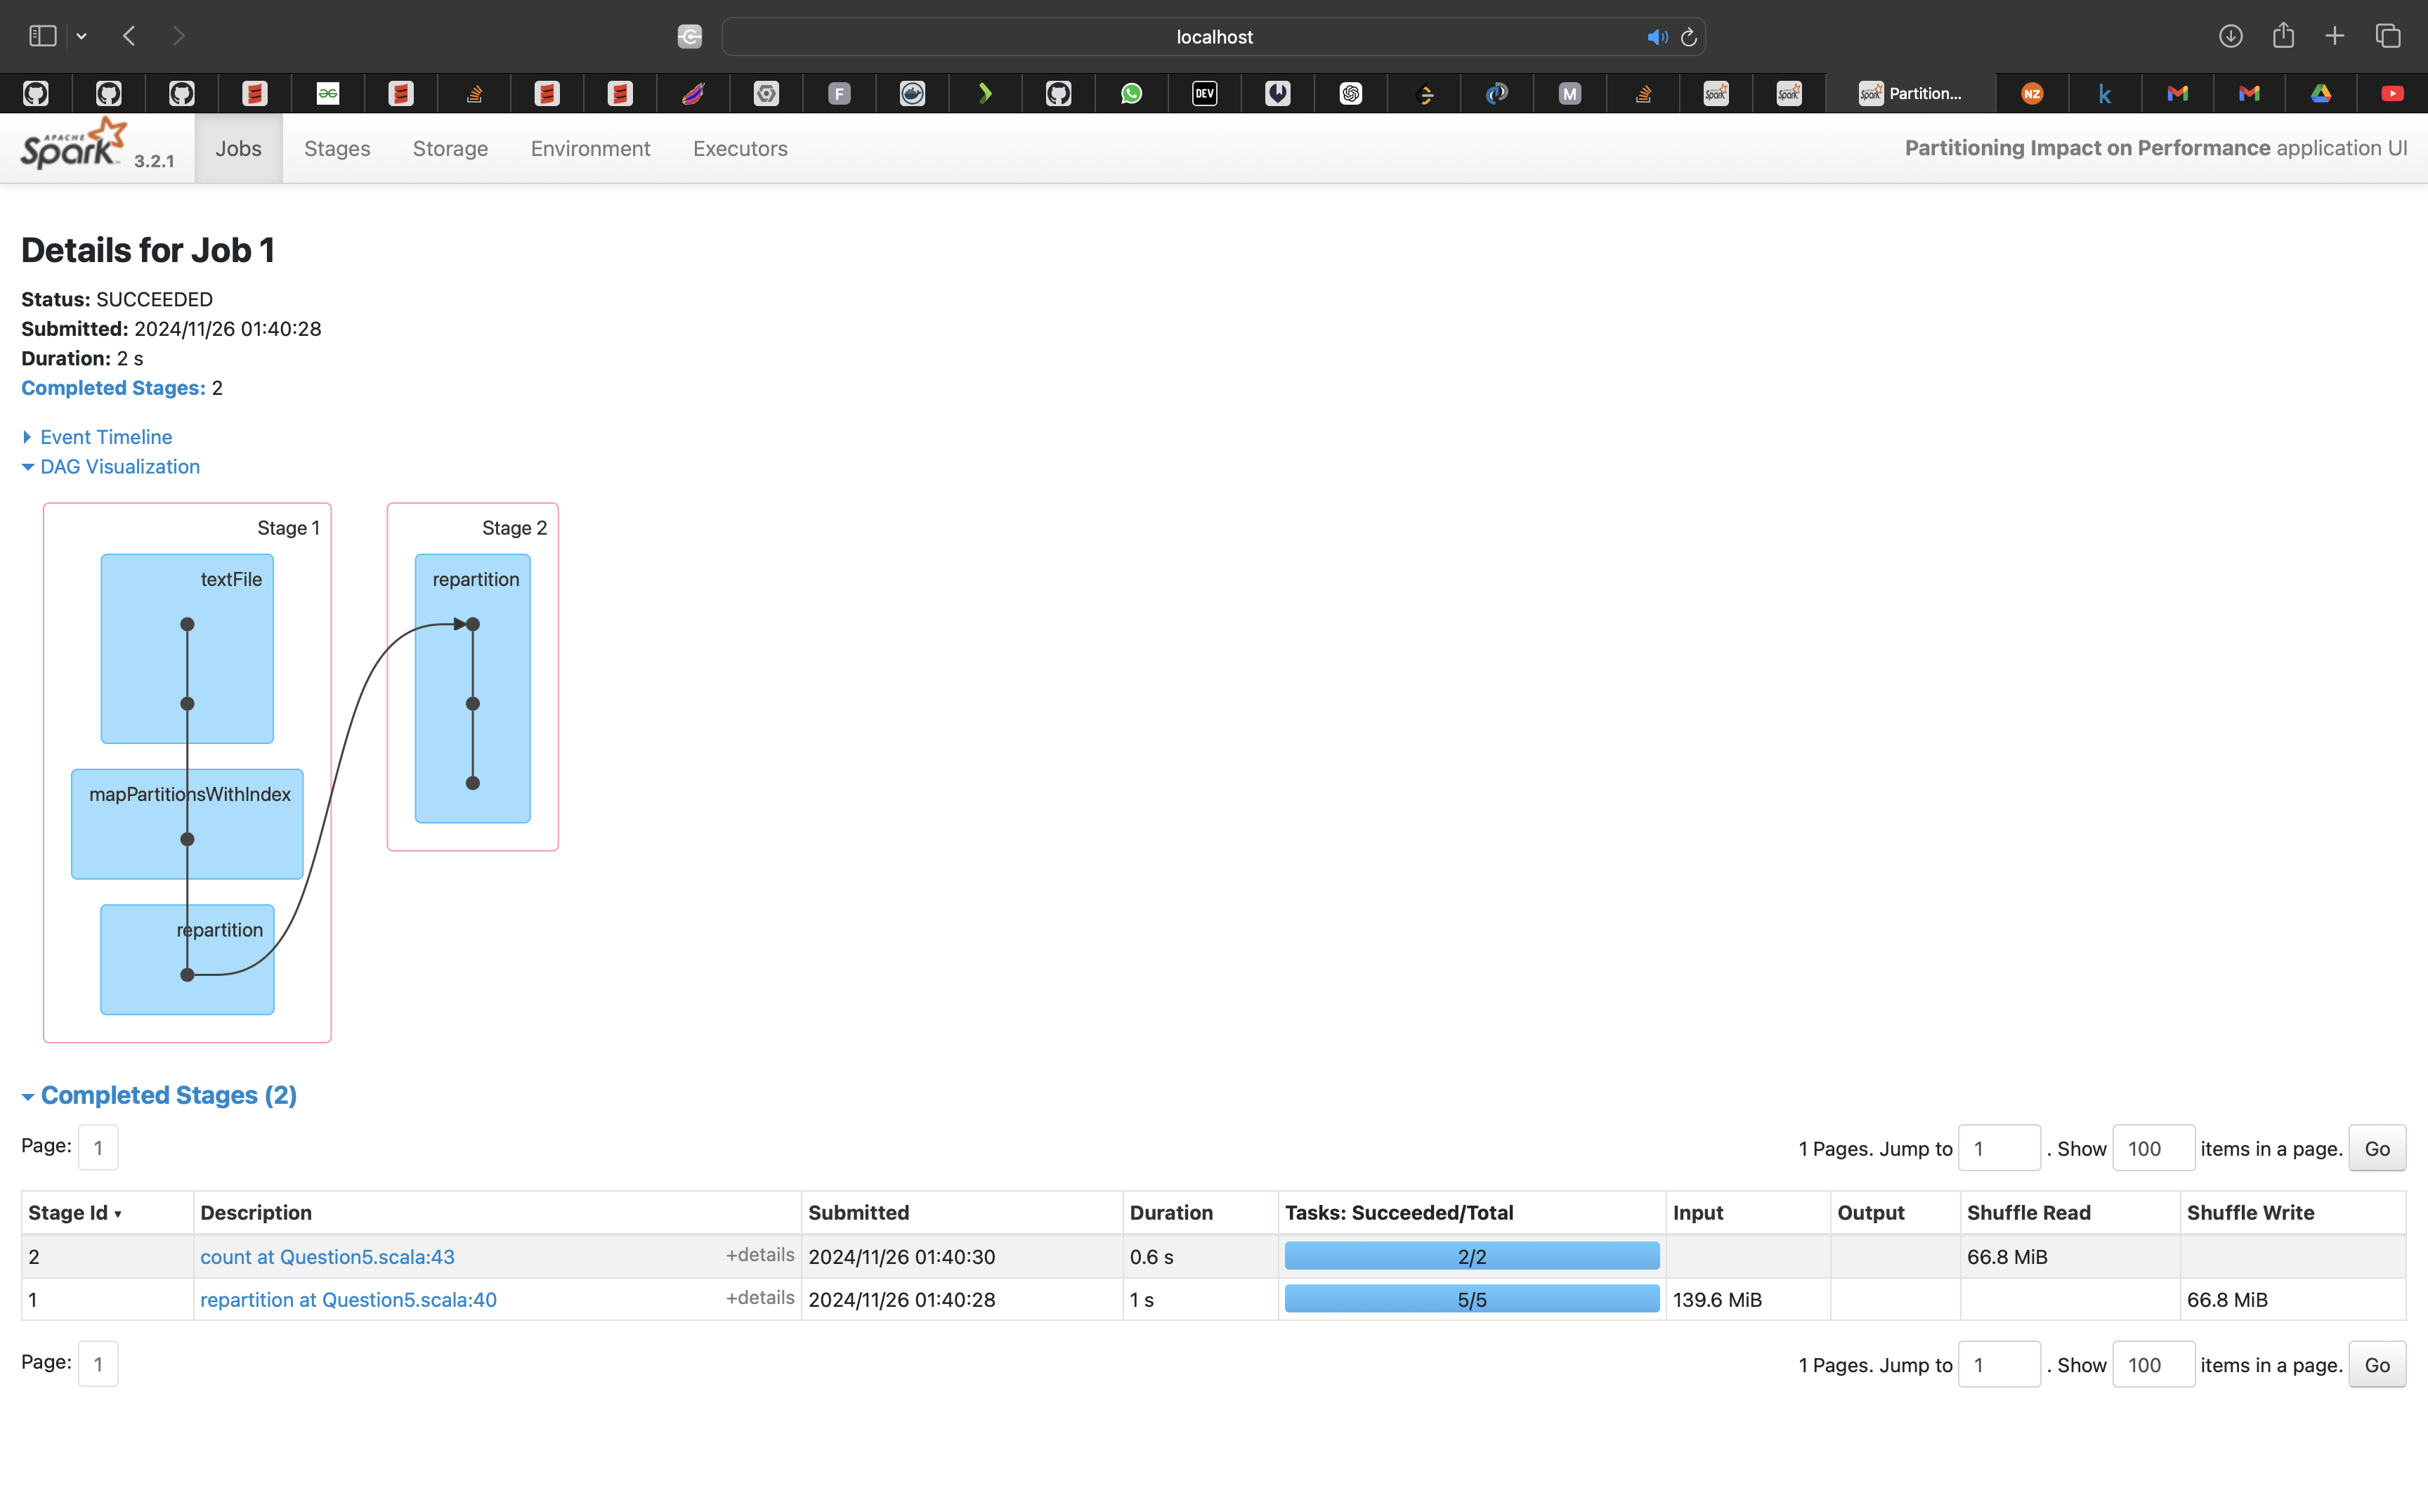 localhost
F
DEV
M
Spark
Spark
Spark Partition...
NZ
k
APACHE
Spark 3.2.1
Jobs Stages Storage Environment Executors
Partitioning Impact on Performance application UI
Details for Job 1
Status: SUCCEEDED
Submitted: 2024/11/26 01:40:28
Duration: 2 s
Completed Stages: 2
Event Timeline
DAG Visualization
Stage 1
textFile
mapPartitionsWithIndex
repartition
Stage 2
repartition
Completed Stages (2)
Page: 1
1 Pages. Jump to 1 . Show 100 items in a page. Go
Stage Id ▾ Description Submitted Duration Tasks: Succeeded/Total Input Output Shuffle Read Shuffle Write
2 count at Question5.scala:43 +details 2024/11/26 01:40:30 0.6 s 2/2 66.8 MiB
1 repartition at Question5.scala:40 +details 2024/11/26 01:40:28 1 s 5/5 139.6 MiB 66.8 MiB
Page: 1
1 Pages. Jump to 1 . Show 100 items in a page. Go